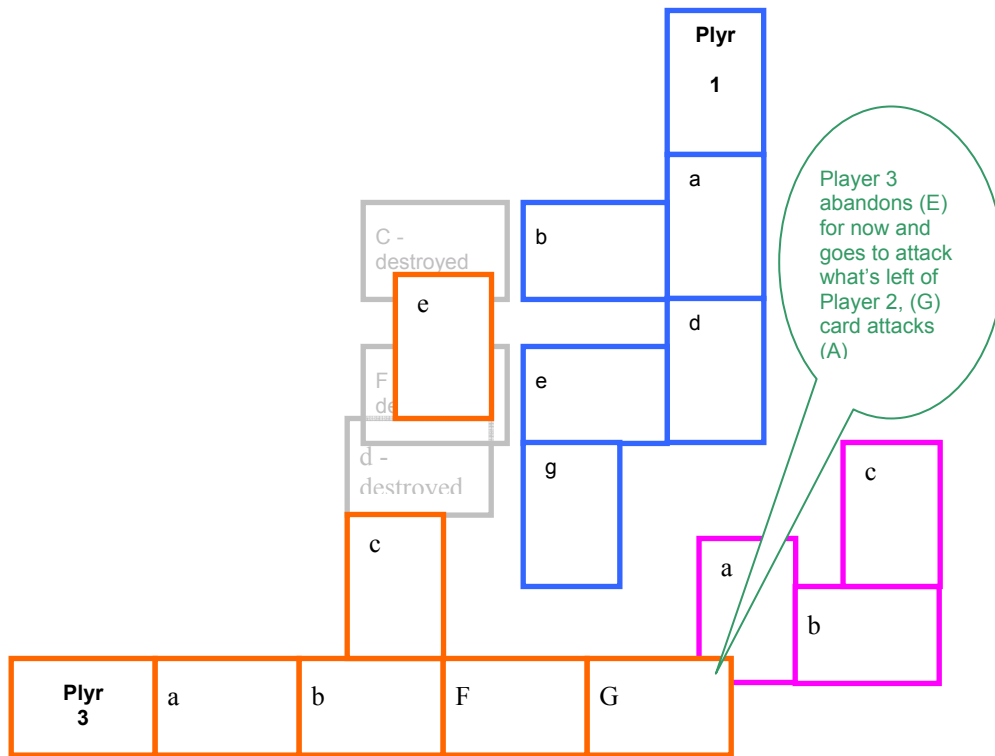 Plyr
1
a
Player 3
abandons (E)
for now and
goes to attack
what's left of
Player 2, (G)
card attacks
(A)
C -
destroyed
b
e
d
F
e
g
d -
destroyed
c
c
a
b
Plyr
3
a
b
F
G